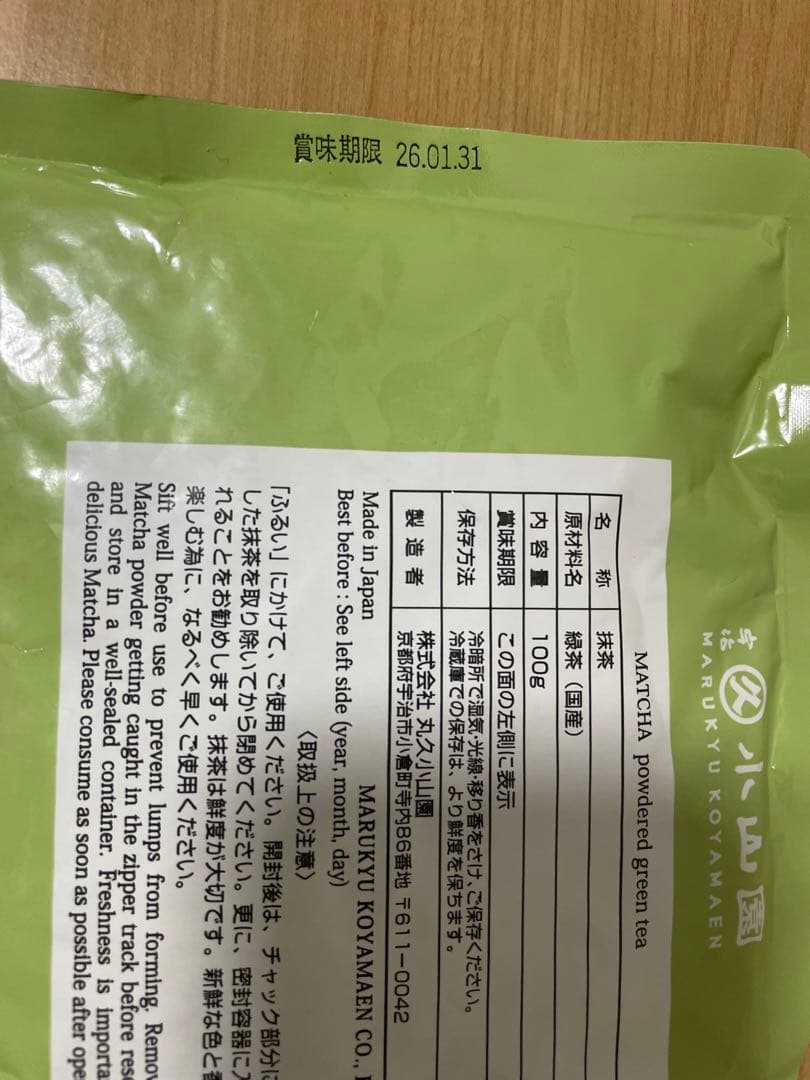 賞味期限 26.01.31
宇治 久 小山園
MARUKYU KOYAMAEN
MATCHA powdered green tea
名称 抹茶
原材料名 緑茶（国産）
内容量 100g
賞味期限 この面の左側に表示
保存方法 冷暗所で湿気・光線・移り香をさけ、ご保存ください。
冷蔵庫での保存は、より鮮度を保ちます。
製造者 株式会社 丸久小山園
京都府宇治市小倉町寺内86番地 〒611-0042
MARUKYU KOYAMAEN CO.,
Made in Japan
Best before : See left side (year, month, day)
〈取扱上の注意〉
「ふるい」にかけて、ご使用ください。開封後は、チャック部分に
した抹茶を取り除いてから閉めてください。更に、密封容器に入
れることをお勧めします。抹茶は鮮度が大切です。新鮮な色と香
楽しむ為に、なるべく早くご使用ください。
Sift well before use to prevent lumps from forming. Remov
Matcha powder getting caught in the zipper track before rese
and store in a well-sealed container. Freshness is importa
delicious Matcha. Please consume as soon as possible after ope